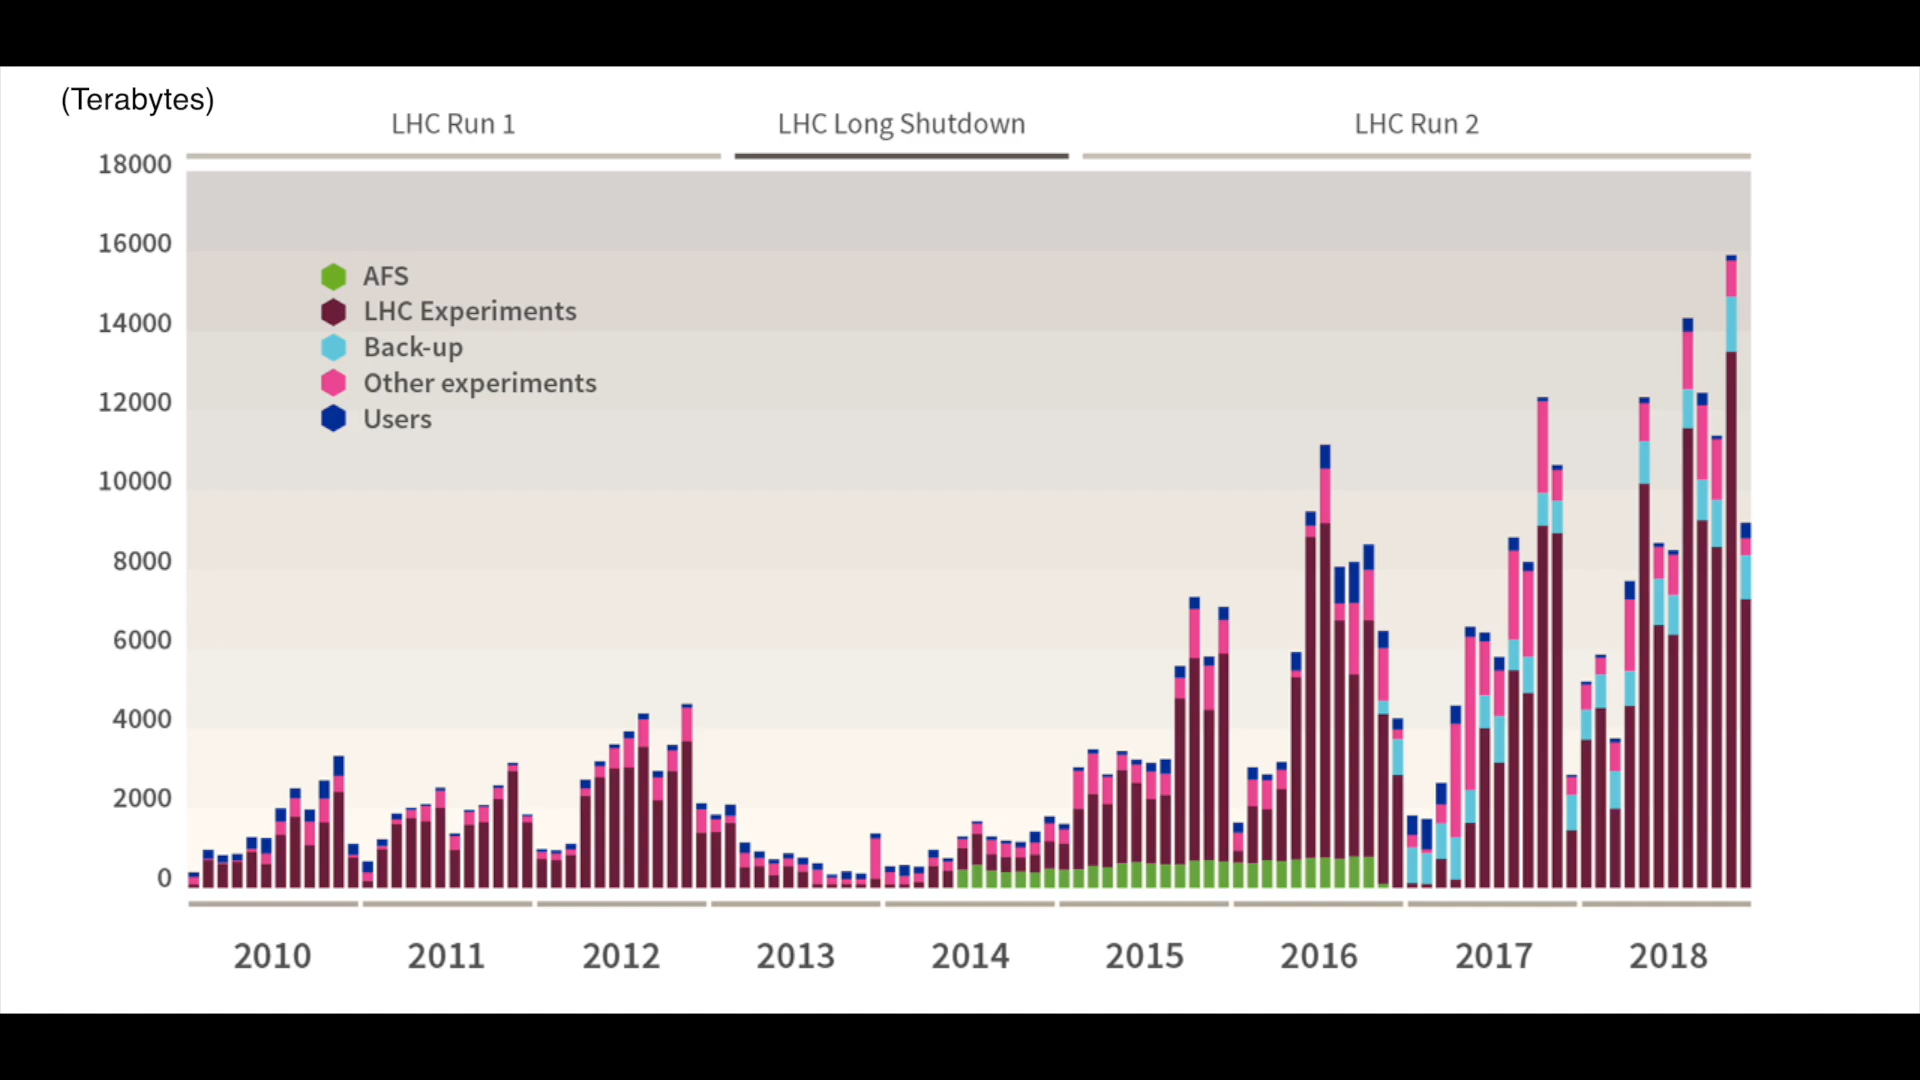 (Terabytes)
LHC Run 1
LHC Long Shutdown
LHC Run 2
18000
16000
14000
12000
10000
8000
6000
4000
2000
0
AFS
LHC Experiments
Back-up
Other experiments
Users
2010
2011
2012
2013
2014
2015
2016
2017
2018